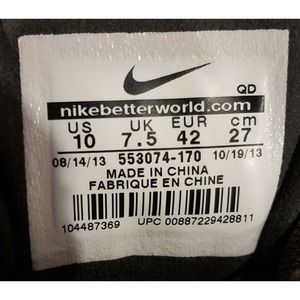 QD
nikebetterworld.com
US UK EUR cm
10 7.5 42 27
08/14/13 553074-170 10/19/13
MADE IN CHINA
FABRIQUE EN CHINE
104487369 UPC 00887229428811